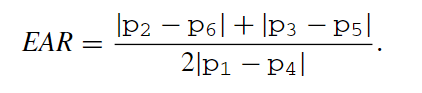 EAR = |p₂ − p₆| + |p₃ − p₅| / 2|p₁ − p₄| .